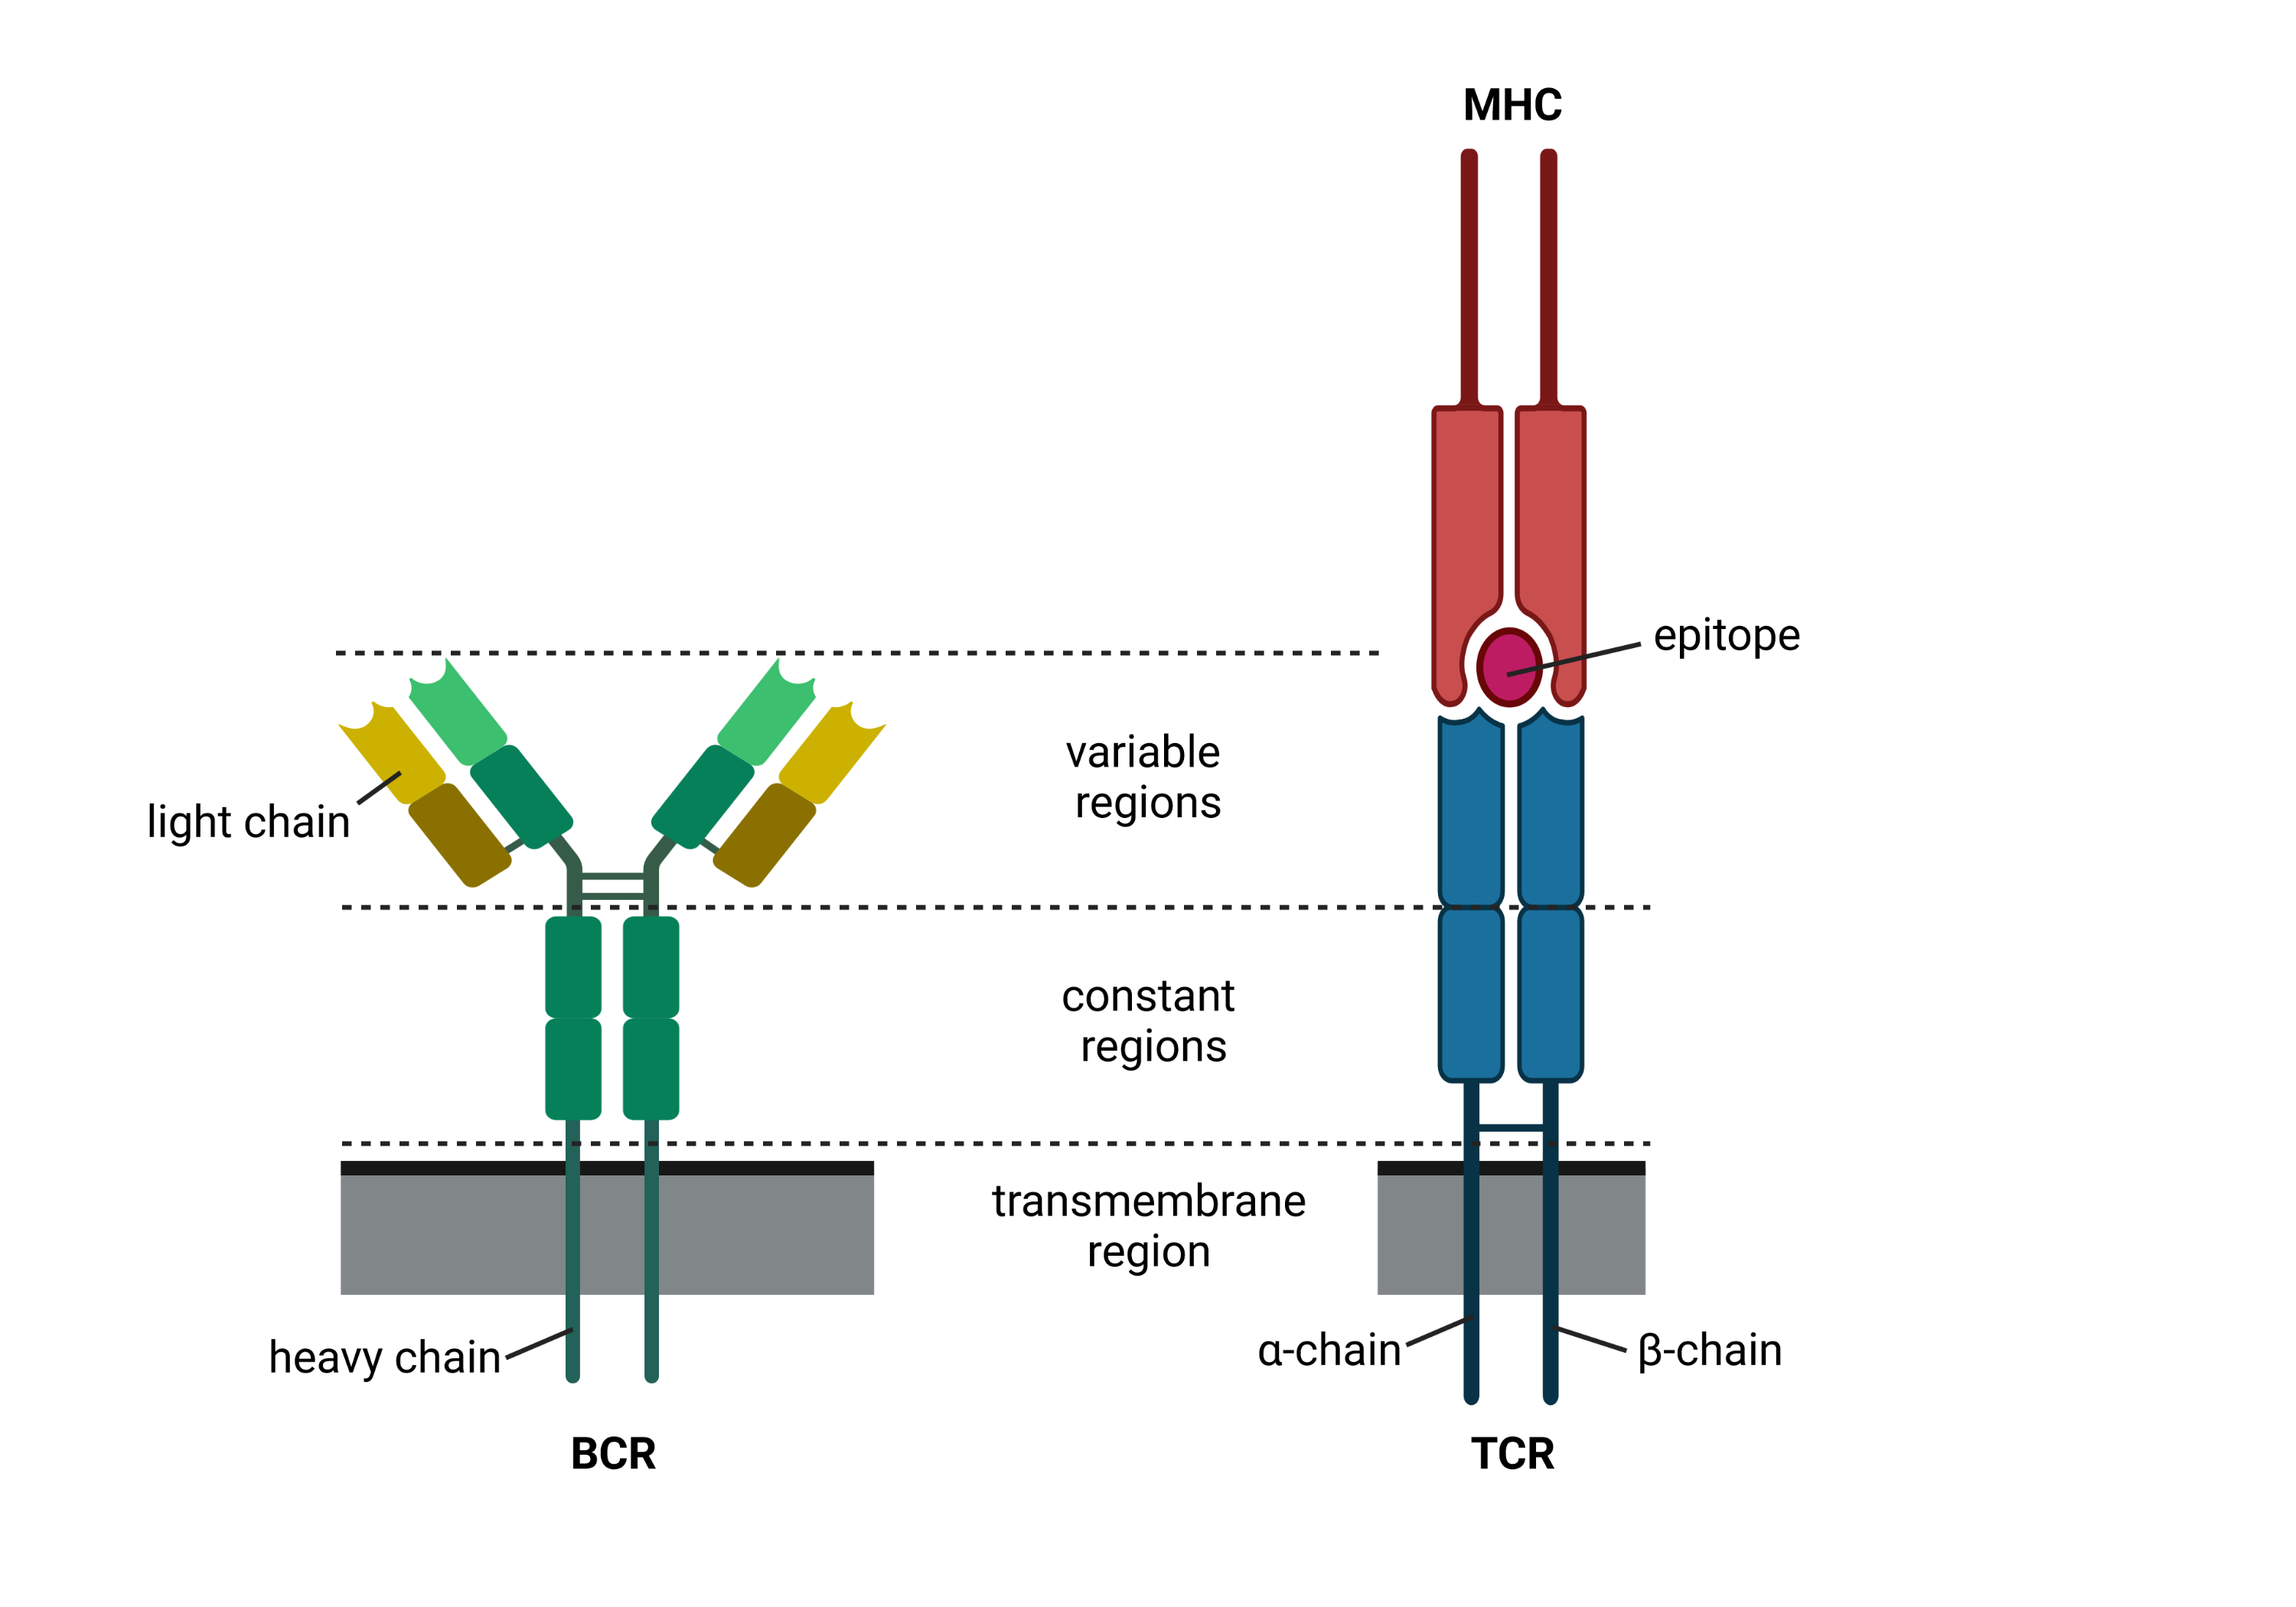 MHC
epitope
variable
regions
light chain
constant
regions
transmembrane
region
heavy chain
α-chain
β-chain
BCR
TCR